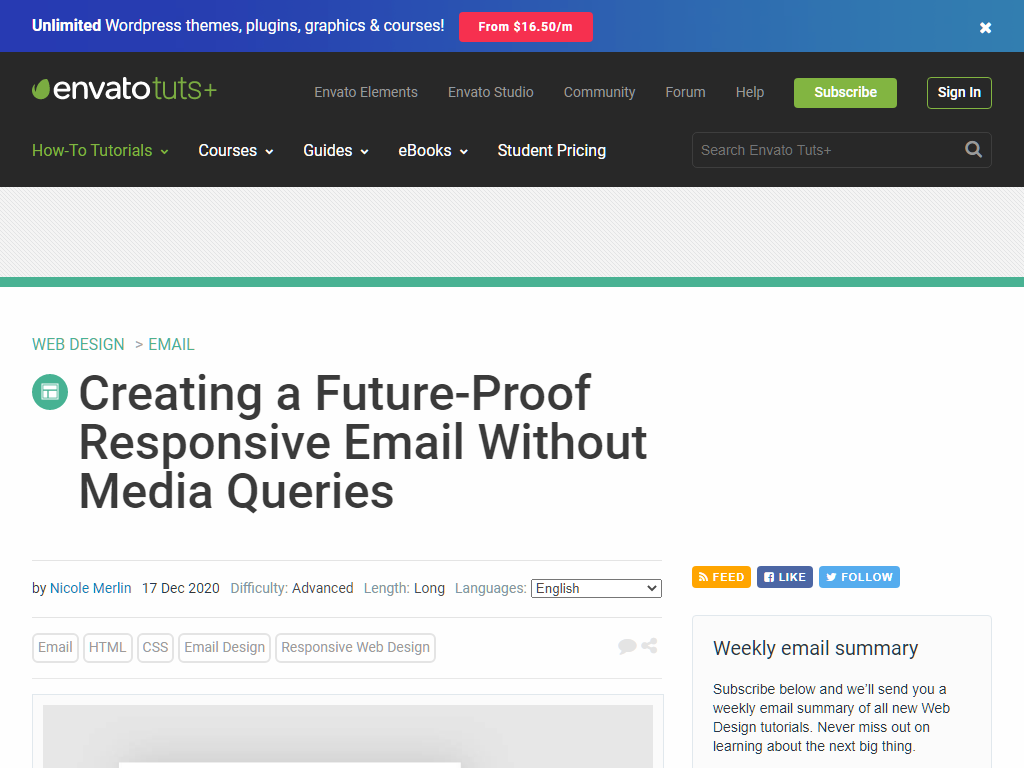 Unlimited Wordpress themes, plugins, graphics & courses! From $16.50/m
envato tuts+
Envato Elements Envato Studio Community Forum Help Subscribe Sign In
How-To Tutorials Courses Guides eBooks Student Pricing Search Envato Tuts+
WEB DESIGN > EMAIL
Creating a Future-Proof
Responsive Email Without
Media Queries
by Nicole Merlin 17 Dec 2020 Difficulty: Advanced Length: Long Languages: English
Email HTML CSS Email Design Responsive Web Design
FEED LIKE FOLLOW
Weekly email summary
Subscribe below and we’ll send you a
weekly email summary of all new Web
Design tutorials. Never miss out on
learning about the next big thing.